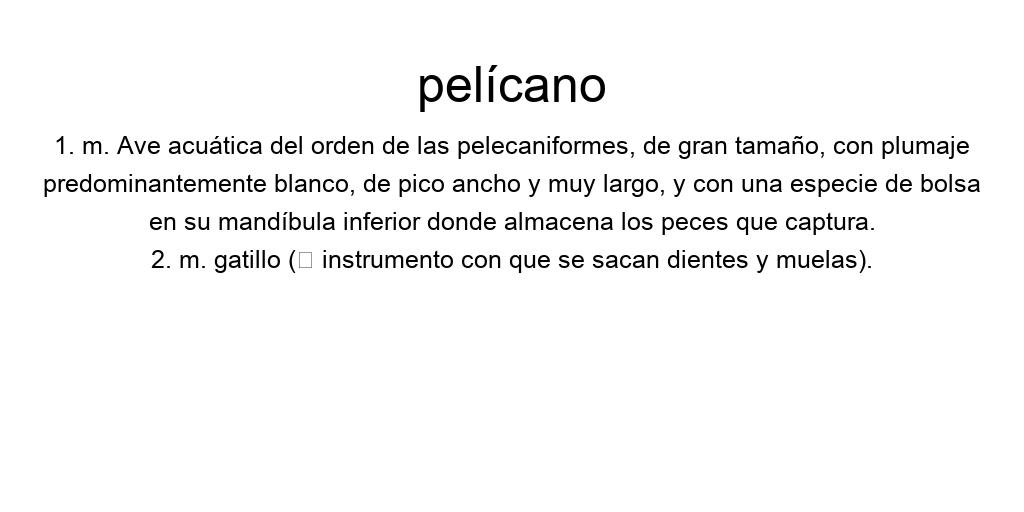 pelícano
1. m. Ave acuática del orden de las pelecaniformes, de gran tamaño, con plumaje
predominantemente blanco, de pico ancho y muy largo, y con una especie de bolsa
en su mandíbula inferior donde almacena los peces que captura.
2. m. gatillo (□ instrumento con que se sacan dientes y muelas).